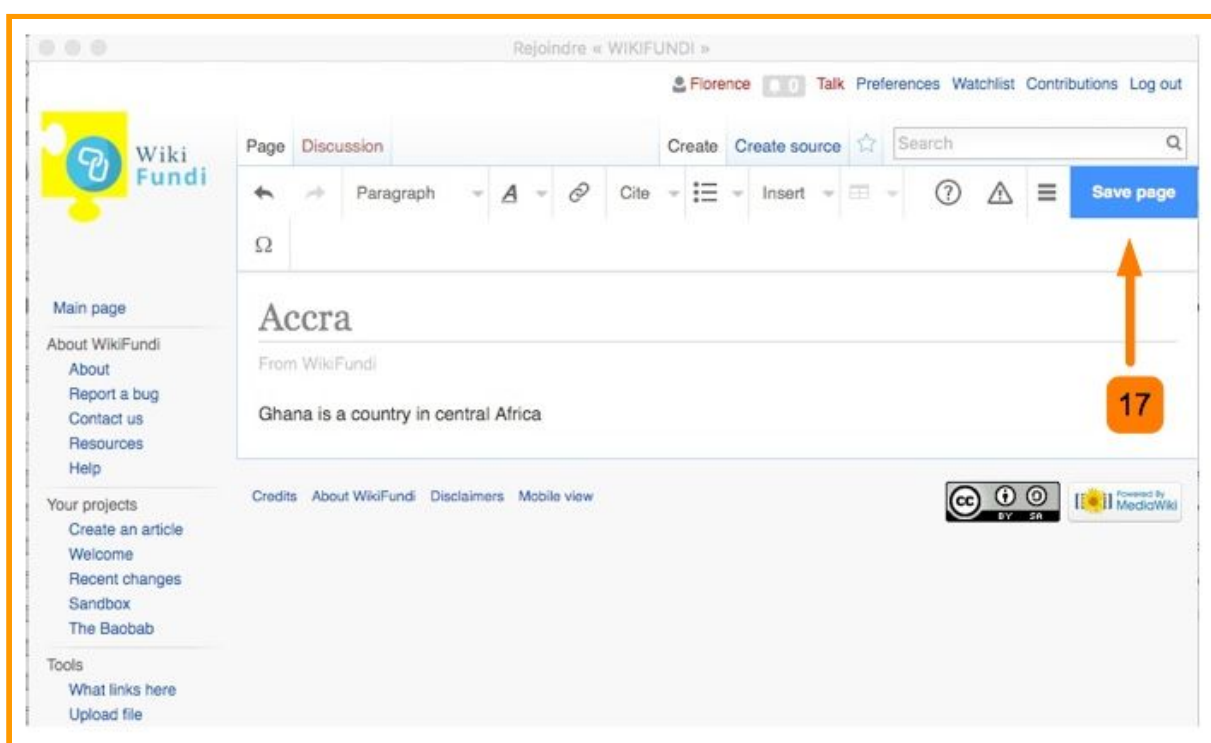 Rejoindre « WIKIFUNDI »
Florence 0 Talk Preferences Watchlist Contributions Log out
Wiki
Fundi
Page Discussion Create Create source Search
Paragraph A Cite Insert Save page
Ω
Main page
About WikiFundi
About
Report a bug
Contact us
Resources
Help
Your projects
Create an article
Welcome
Recent changes
Sandbox
The Baobab
Tools
What links here
Upload file
Accra
From WikiFundi
Ghana is a country in central Africa
17
Credits About WikiFundi Disclaimers Mobile view
cc BY SA
Powered By
MediaWiki